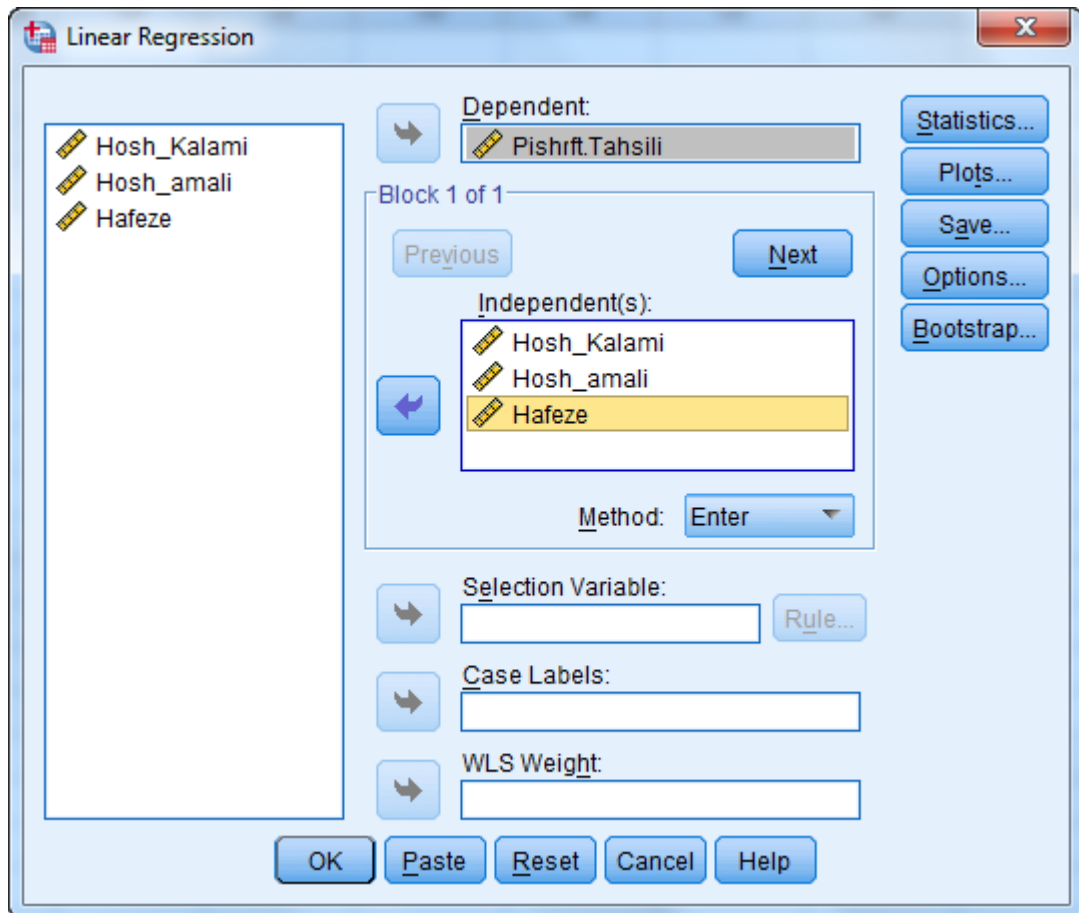 Linear Regression
Hosh_Kalami
Hosh_amali
Hafeze
Dependent:
Pishrft.Tahsili
Block 1 of 1
Previous
Next
Independent(s):
Hosh_Kalami
Hosh_amali
Hafeze
Method:
Enter
Selection Variable:
Rule...
Case Labels:
WLS Weight:
Statistics...
Plots...
Save...
Options...
Bootstrap...
OK
Paste
Reset
Cancel
Help